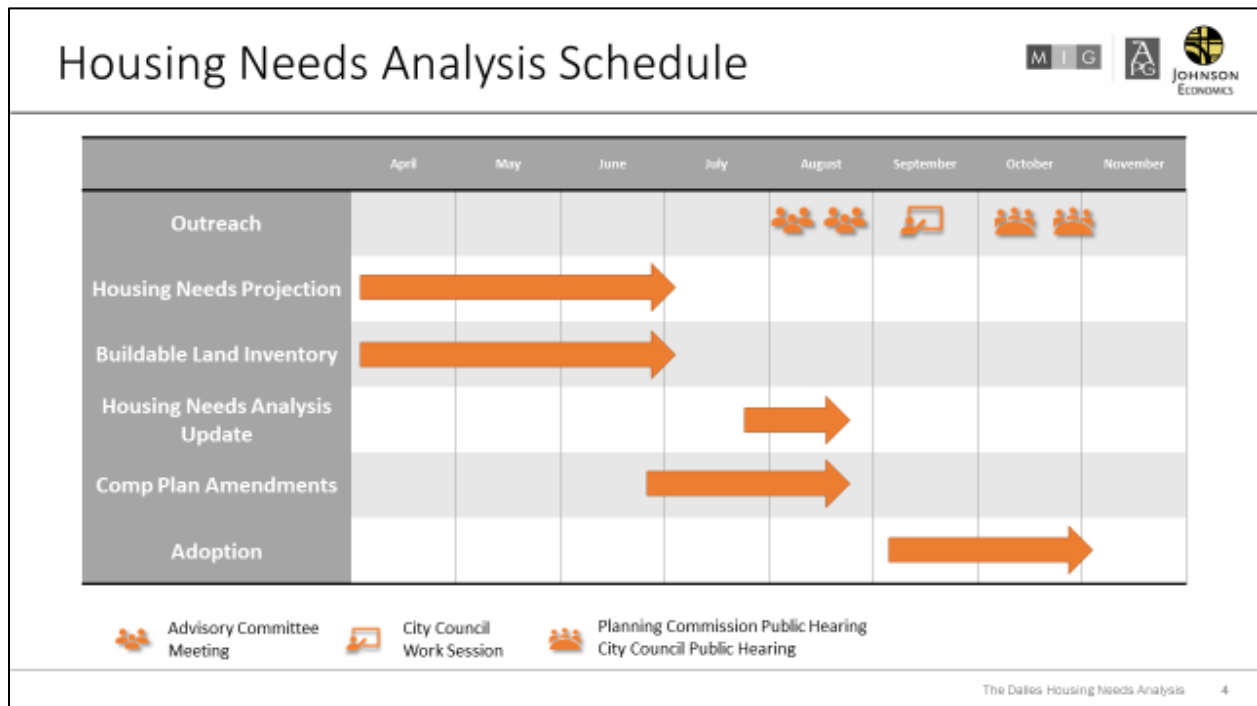 Housing Needs Analysis Schedule
M I G
APG
JOHNSON
ECONOMICS
April May June July August September October November
Outreach
Housing Needs Projection
Buildable Land Inventory
Housing Needs Analysis
Update
Comp Plan Amendments
Adoption
Advisory Committee
Meeting
City Council
Work Session
Planning Commission Public Hearing
City Council Public Hearing
The Dalles Housing Needs Analysis 4